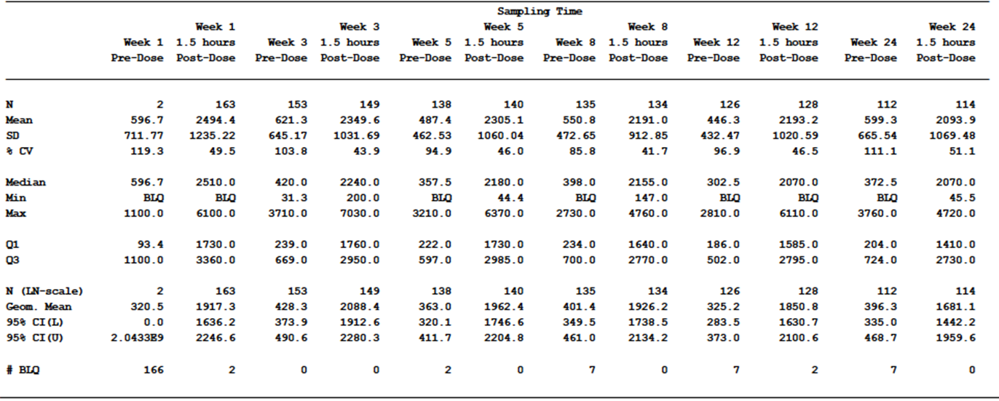 Sampling Time
Week 1 Week 3 Week 5 Week 8 Week 12 Week 24
Week 1 1.5 hours Week 3 1.5 hours Week 5 1.5 hours Week 8 1.5 hours Week 12 1.5 hours Week 24 1.5 hours
Pre-Dose Post-Dose Pre-Dose Post-Dose Pre-Dose Post-Dose Pre-Dose Post-Dose Pre-Dose Post-Dose Pre-Dose Post-Dose
N 2 163 153 149 138 140 135 134 126 128 112 114
Mean 596.7 2494.4 621.3 2349.6 487.4 2305.1 550.8 2191.0 446.3 2193.2 599.3 2093.9
SD 711.77 1235.22 645.17 1031.69 462.53 1060.04 472.65 912.85 432.47 1020.59 665.54 1069.48
% CV 119.3 49.5 103.8 43.9 94.9 46.0 85.8 41.7 96.9 46.5 111.1 51.1
Median 596.7 2510.0 420.0 2240.0 357.5 2180.0 398.0 2155.0 302.5 2070.0 372.5 2070.0
Min BLQ BLQ 31.3 200.0 BLQ 44.4 BLQ 147.0 BLQ BLQ BLQ 45.5
Max 1100.0 6100.0 3710.0 7030.0 3210.0 6370.0 2730.0 4760.0 2810.0 6110.0 3760.0 4720.0
Q1 93.4 1730.0 239.0 1760.0 222.0 1730.0 234.0 1640.0 186.0 1585.0 204.0 1410.0
Q3 1100.0 3360.0 669.0 2950.0 597.0 2985.0 700.0 2770.0 502.0 2795.0 724.0 2730.0
N (LN-scale) 2 163 153 149 138 140 135 134 126 128 112 114
Geom. Mean 320.5 1917.3 428.3 2088.4 363.0 1962.4 401.4 1926.2 325.2 1850.8 396.3 1681.1
95% CI(L) 0.0 1636.2 373.9 1912.6 320.1 1746.6 349.5 1738.5 283.5 1630.7 335.0 1442.2
95% CI(U) 2.0433E9 2246.6 490.6 2280.3 411.7 2204.8 461.0 2134.2 373.0 2100.6 468.7 1959.6
# BLQ 166 2 0 0 2 0 7 0 7 2 7 0